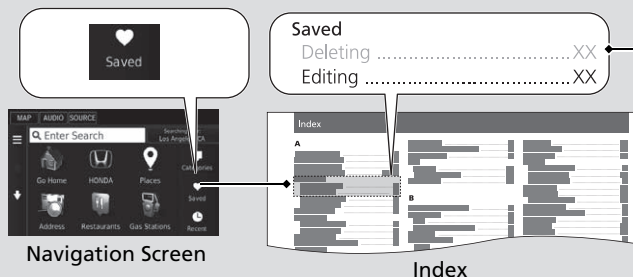 Saved
Saved
Deleting ........................................ XX
Editing ................................................ XX
MAP AUDIO SOURCE
Enter Search
Los Angeles, CA
Categories
Go Home
HONDA
Places
Saved
Address
Restaurants
Gas Stations
Recent
Index
A
B
Navigation Screen
Index